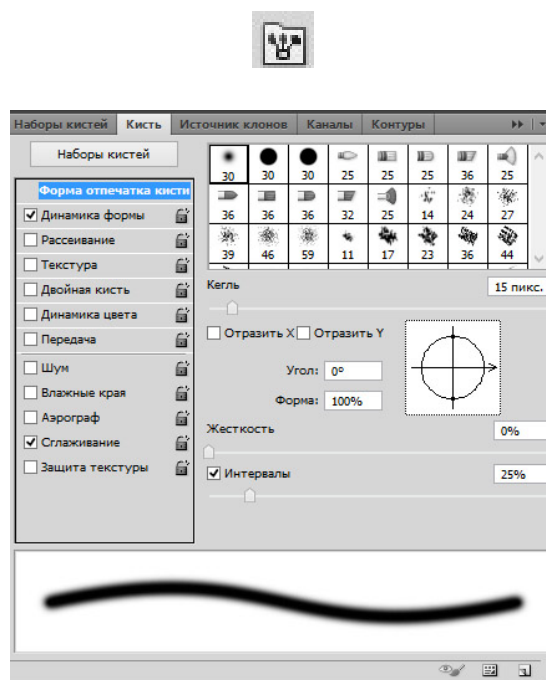 Наборы кистей Кисть Источник клонов Каналы Контуры
Наборы кистей
30 30 30 25 25 25 36 25
Форма отпечатка кисти
36 36 36 32 25 14 24 27
Динамика формы
39 46 59 11 17 23 36 44
Рассеивание
Текстура
Двойная кисть
Динамика цвета
Передача
Шум
Влажные края
Аэрограф
Сглаживание
Защита текстуры
Кегль 15 пикс.
Отразить X Отразить Y
Угол: 0º
Форма: 100%
Жесткость 0%
Интервалы 25%